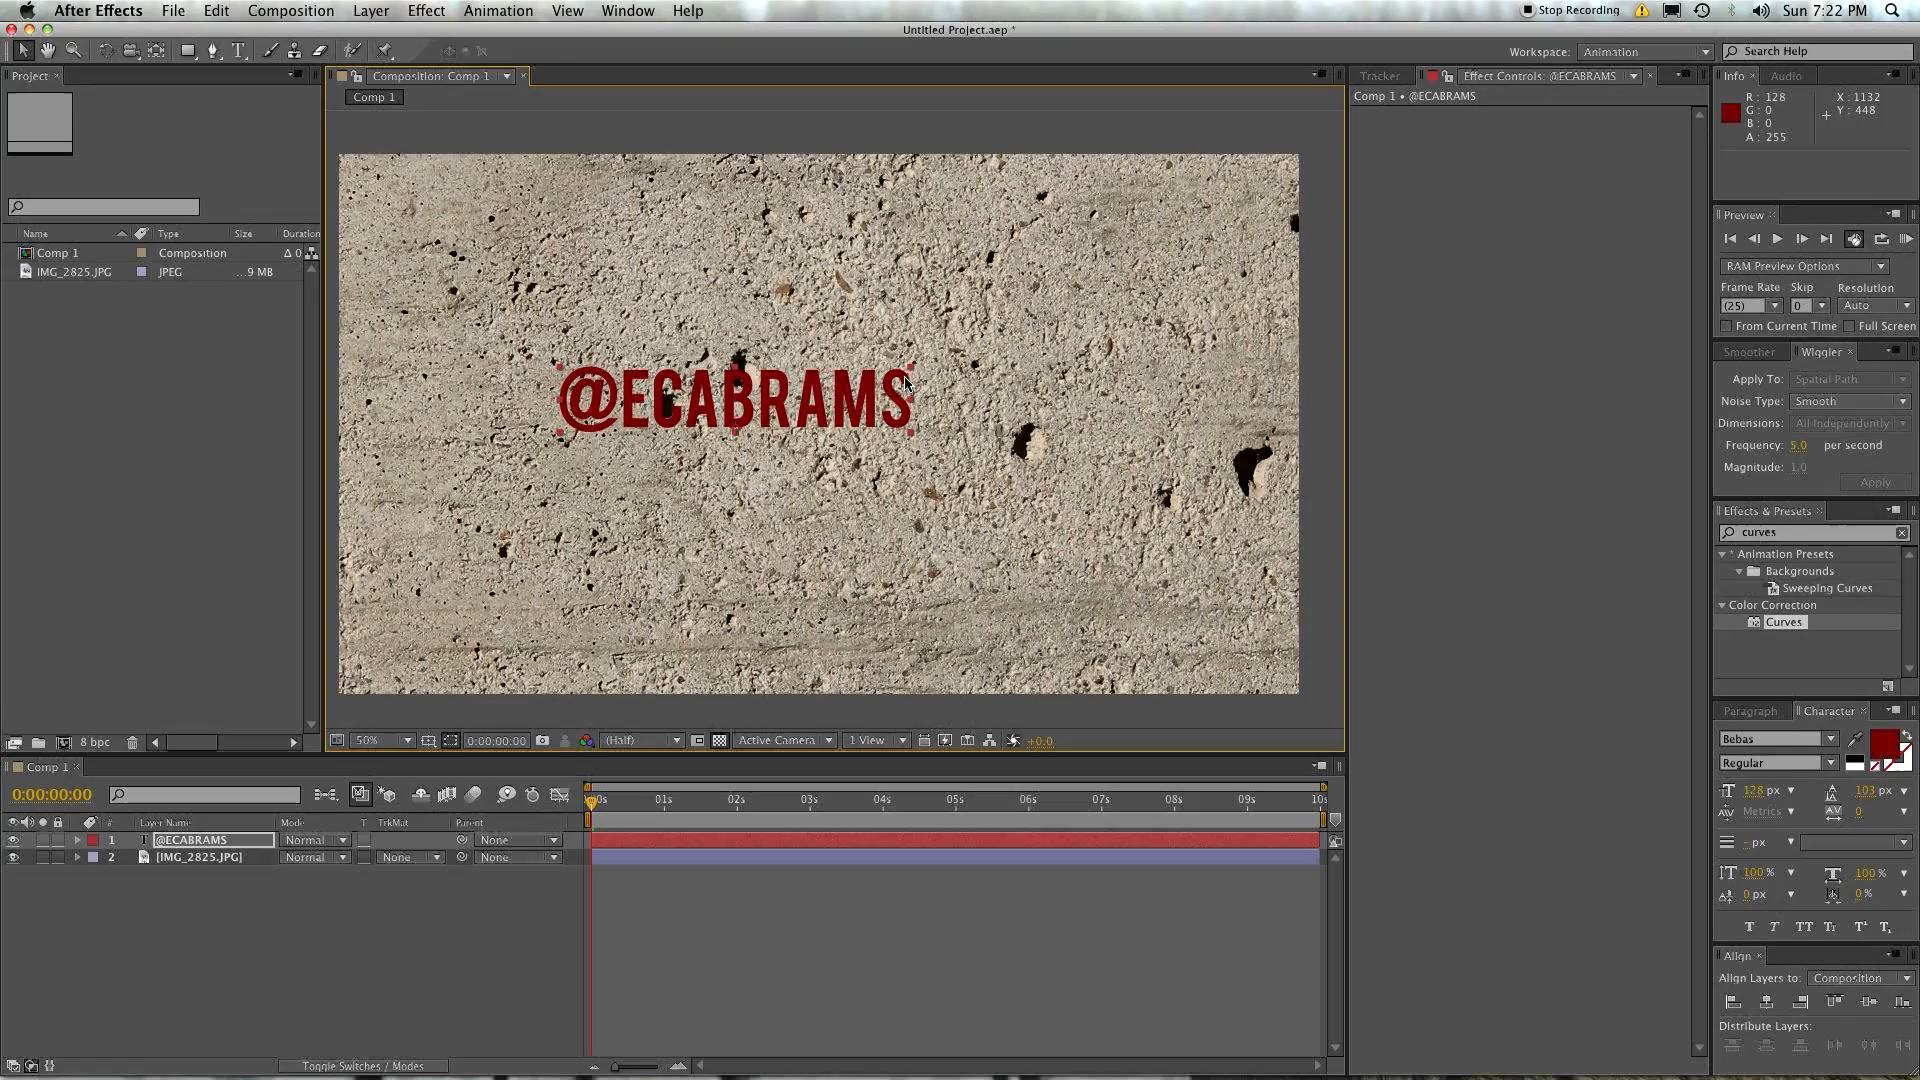 After Effects File Edit Composition Layer Effect Animation View Window Help
Stop Recording Sun 7:22 PM
Untitled Project.aep *
Workspace: Animation Search Help
Project
Composition: Comp 1
Tracker Effect Controls: @ECABRAMS
Info Audio
Comp 1
Comp 1 • @ECABRAMS
R : 128
G : 0
B : 0
A : 255
X : 1132
Y : 448
Name Type Size Duration
Comp 1 Composition Δ 0
IMG_2825.JPG JPEG ...9 MB
@ECABRAMS
Preview
RAM Preview Options
Frame Rate Skip Resolution
(25) 0 Auto
From Current Time Full Screen
Smoother Wiggler
Apply To: Spatial Path
Noise Type: Smooth
Dimensions: All Independently
Frequency: 5.0 per second
Magnitude: 1.0
Apply
Effects & Presets
curves
* Animation Presets
Backgrounds
Sweeping Curves
Color Correction
Curves
Paragraph Character
Bebas
Regular
128 px 103 px
Metrics 0
- px
100 % 100 %
0 px 0 %
T T TT Tr T¹ T,
Align
Align Layers to: Composition
Distribute Layers:
8 bpc
50% 0:00:00:00 (Half) Active Camera 1 View +0.0
Comp 1
0:00:00:00
:00s 01s 02s 03s 04s 05s 06s 07s 08s 09s 10s
# Layer Name Mode T TrkMat Parent
1 T @ECABRAMS Normal None
2 [IMG_2825.JPG] Normal None None
Toggle Switches / Modes